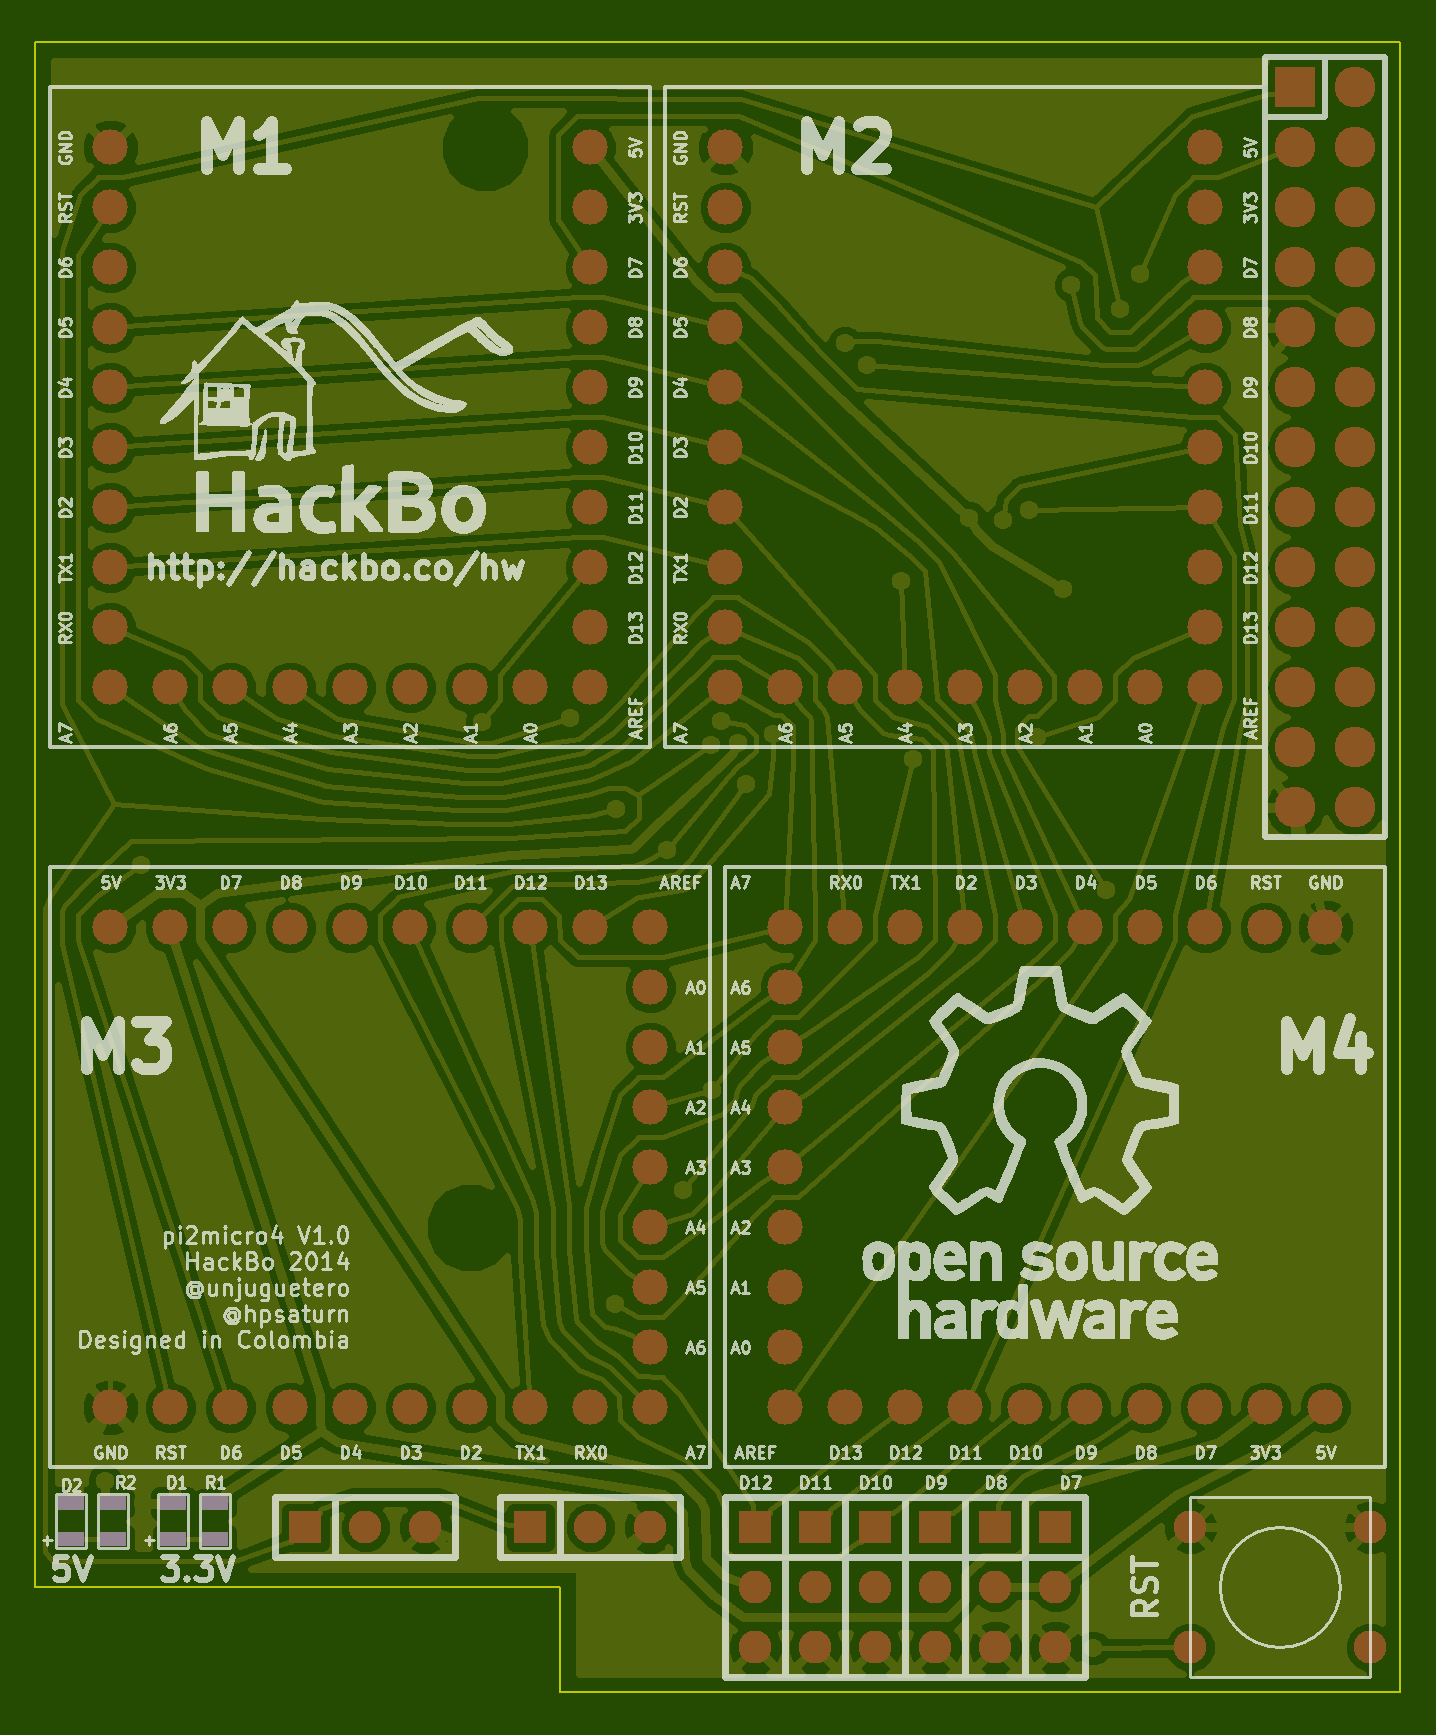 M1
M2
GND
5V
GND
5V
RST
3V3
RST
3V3
D6
D7
D6
D7
D5
D8
D5
D8
D4
D9
D4
D9
D3
D10
D3
D10
HackBo
D2
D11
D2
D11
http://hackbo.co/hw
TX1
D12
TX1
D12
RX0
D13
RX0
D13
A7 A6 A5 A4 A3 A2 A1 A0 AREF
A7 A6 A5 A4 A3 A2 A1 A0 AREF
5V 3V3 D7 D8 D9 D10 D11 D12 D13 AREF
A7 RX0 TX1 D2 D3 D4 D5 D6 RST GND
A0
A6
M3
A1
A5
M4
A2
A4
A3
A3
A4
A2
A5
A1
A6
A0
pi2micro4 V1.0
HackBo 2014
@unjuguetero
@hpsaturn
Designed in Colombia
open source
hardware
GND RST D6 D5 D4 D3 D2 TX1 RX0 A7
AREF D13 D12 D11 D10 D9 D8 D7 3V3 5V
D2 R2 D1 R1
D12 D11 D10 D9 D8 D7
+ +
5V 3.3V
RST